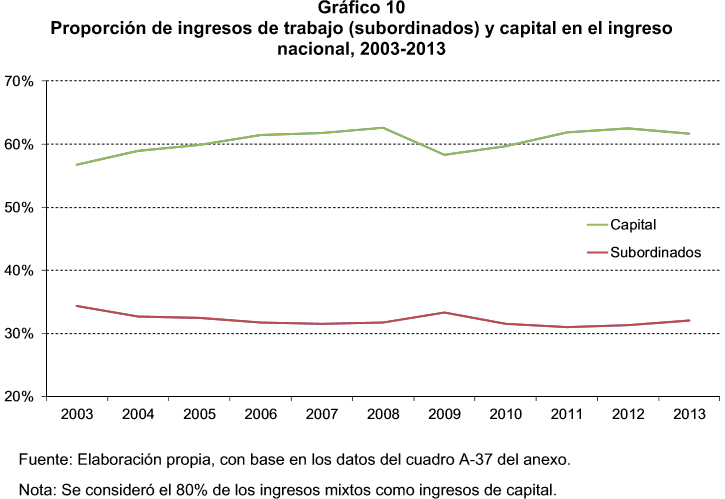 Gráfico 10
Proporción de ingresos de trabajo (subordinados) y capital en el ingreso
nacional, 2003-2013
70%
60%
50%
40%
30%
20%
Capital
Subordinados
2003 2004 2005 2006 2007 2008 2009 2010 2011 2012 2013
Fuente: Elaboración propia, con base en los datos del cuadro A-37 del anexo.
Nota: Se consideró el 80% de los ingresos mixtos como ingresos de capital.